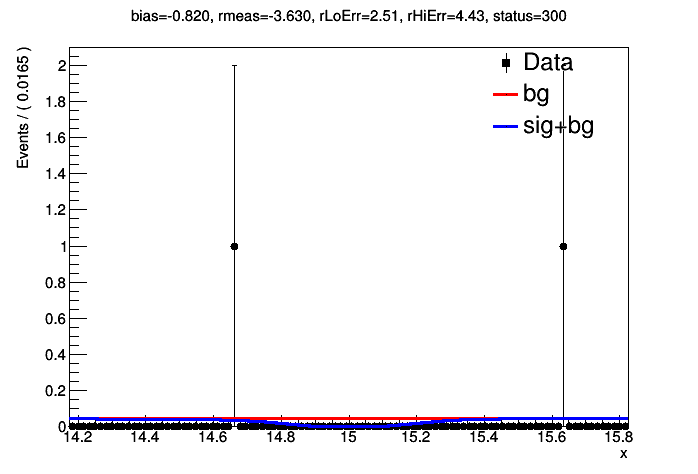 bias=-0.820, rmeas=-3.630, rLoErr=2.51, rHiErr=4.43, status=300
Events / ( 0.0165 )
Data
bg
sig+bg
2
1.8
1.6
1.4
1.2
1
0.8
0.6
0.4
0.2
0
14.2 14.4 14.6 14.8 15 15.2 15.4 15.6 15.8
x